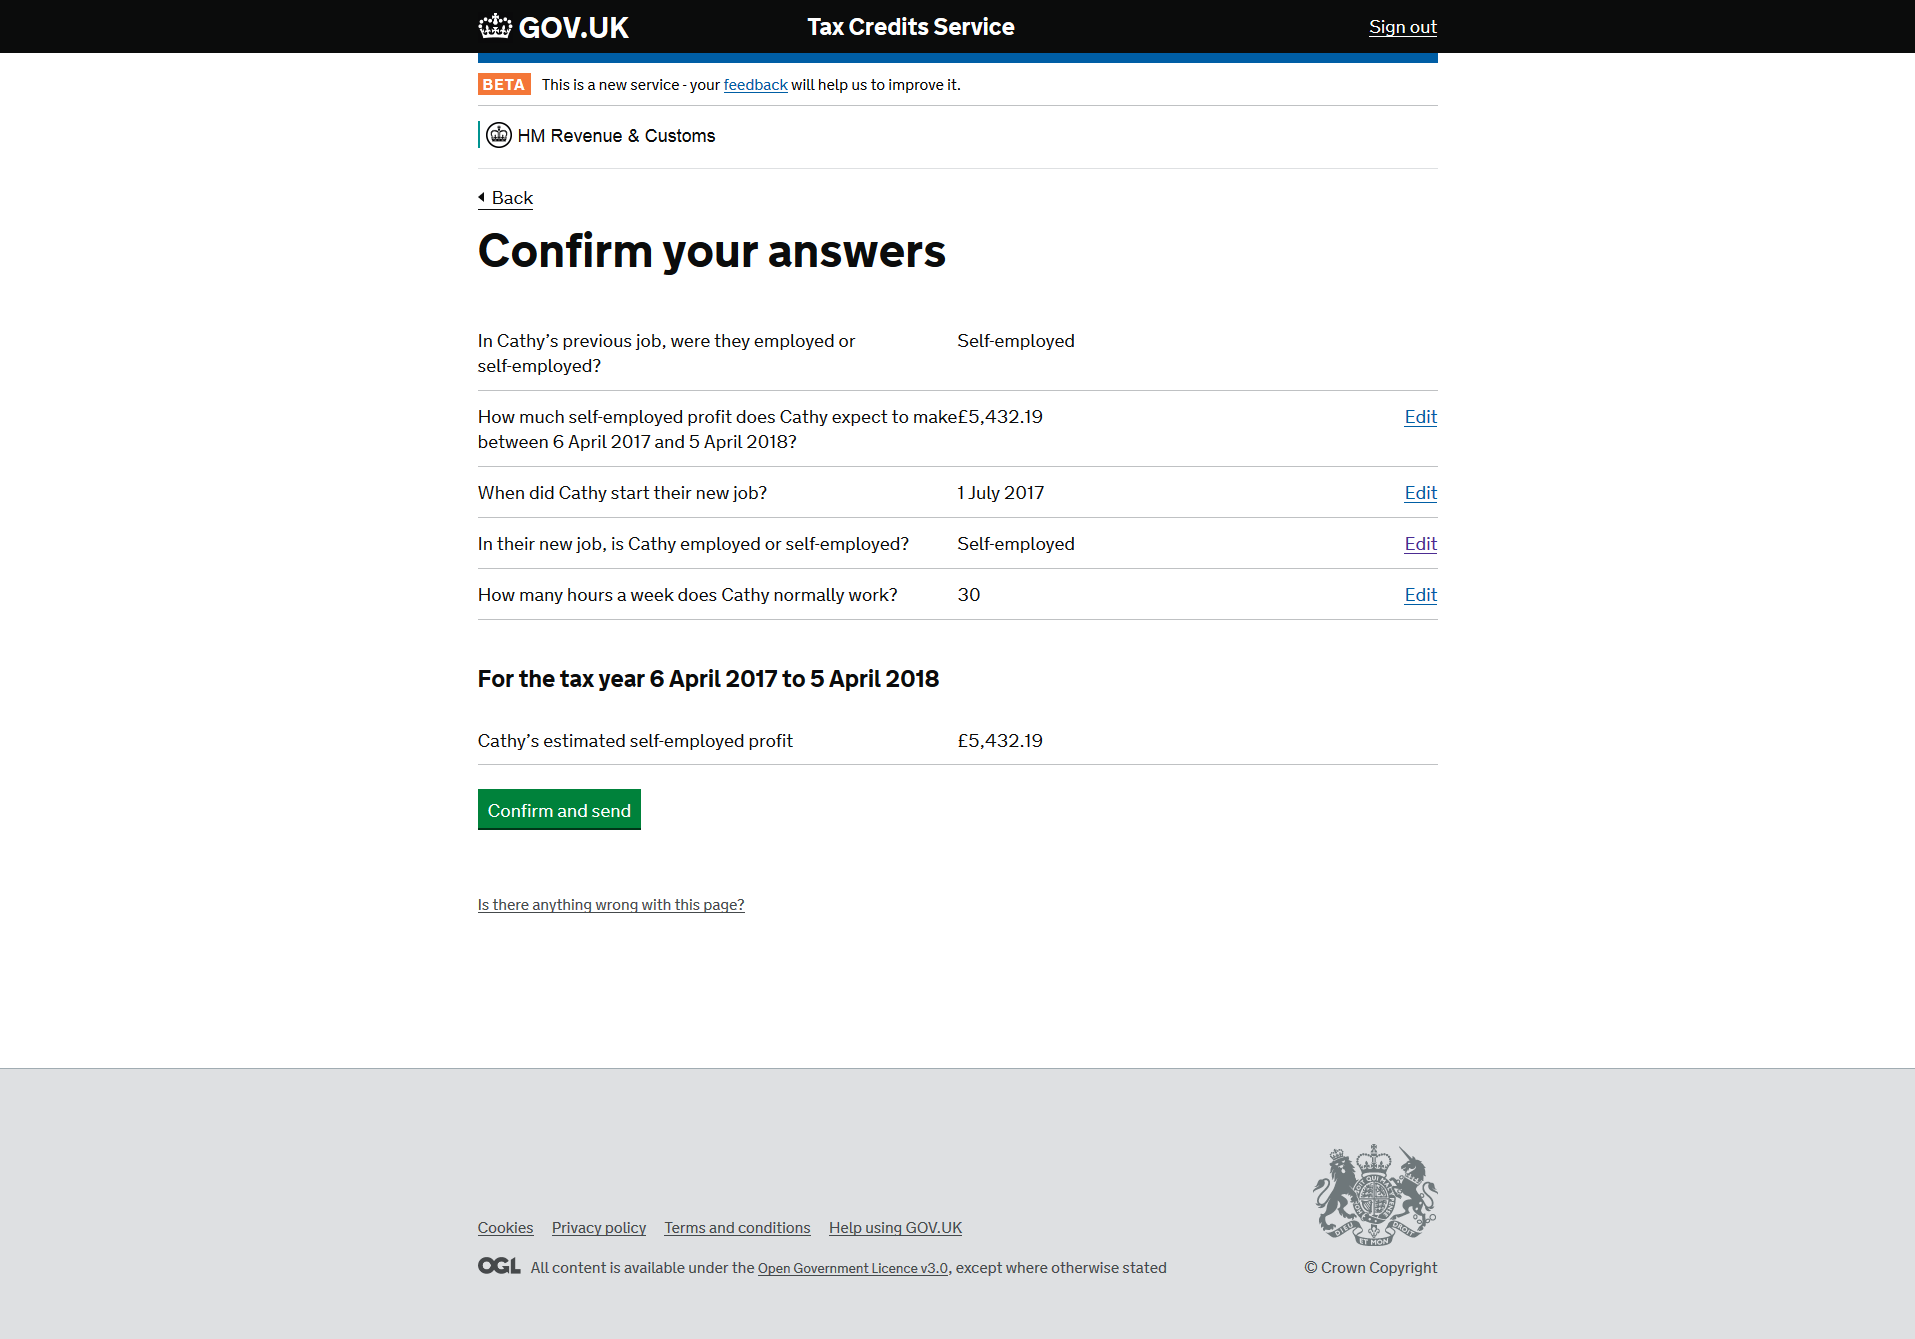 GOV.UK Tax Credits Service Sign out
BETA This is a new service - your feedback will help us to improve it.
HM Revenue & Customs
Back
Confirm your answers
In Cathy’s previous job, were they employed or Self-employed
self-employed?
How much self-employed profit does Cathy expect to make £5,432.19 Edit
between 6 April 2017 and 5 April 2018?
When did Cathy start their new job? 1 July 2017 Edit
In their new job, is Cathy employed or self-employed? Self-employed Edit
How many hours a week does Cathy normally work? 30 Edit
For the tax year 6 April 2017 to 5 April 2018
Cathy’s estimated self-employed profit £5,432.19
Confirm and send
Is there anything wrong with this page?
Cookies Privacy policy Terms and conditions Help using GOV.UK
OGL All content is available under the Open Government Licence v3.0, except where otherwise stated © Crown Copyright
DIEU ET MON DROIT